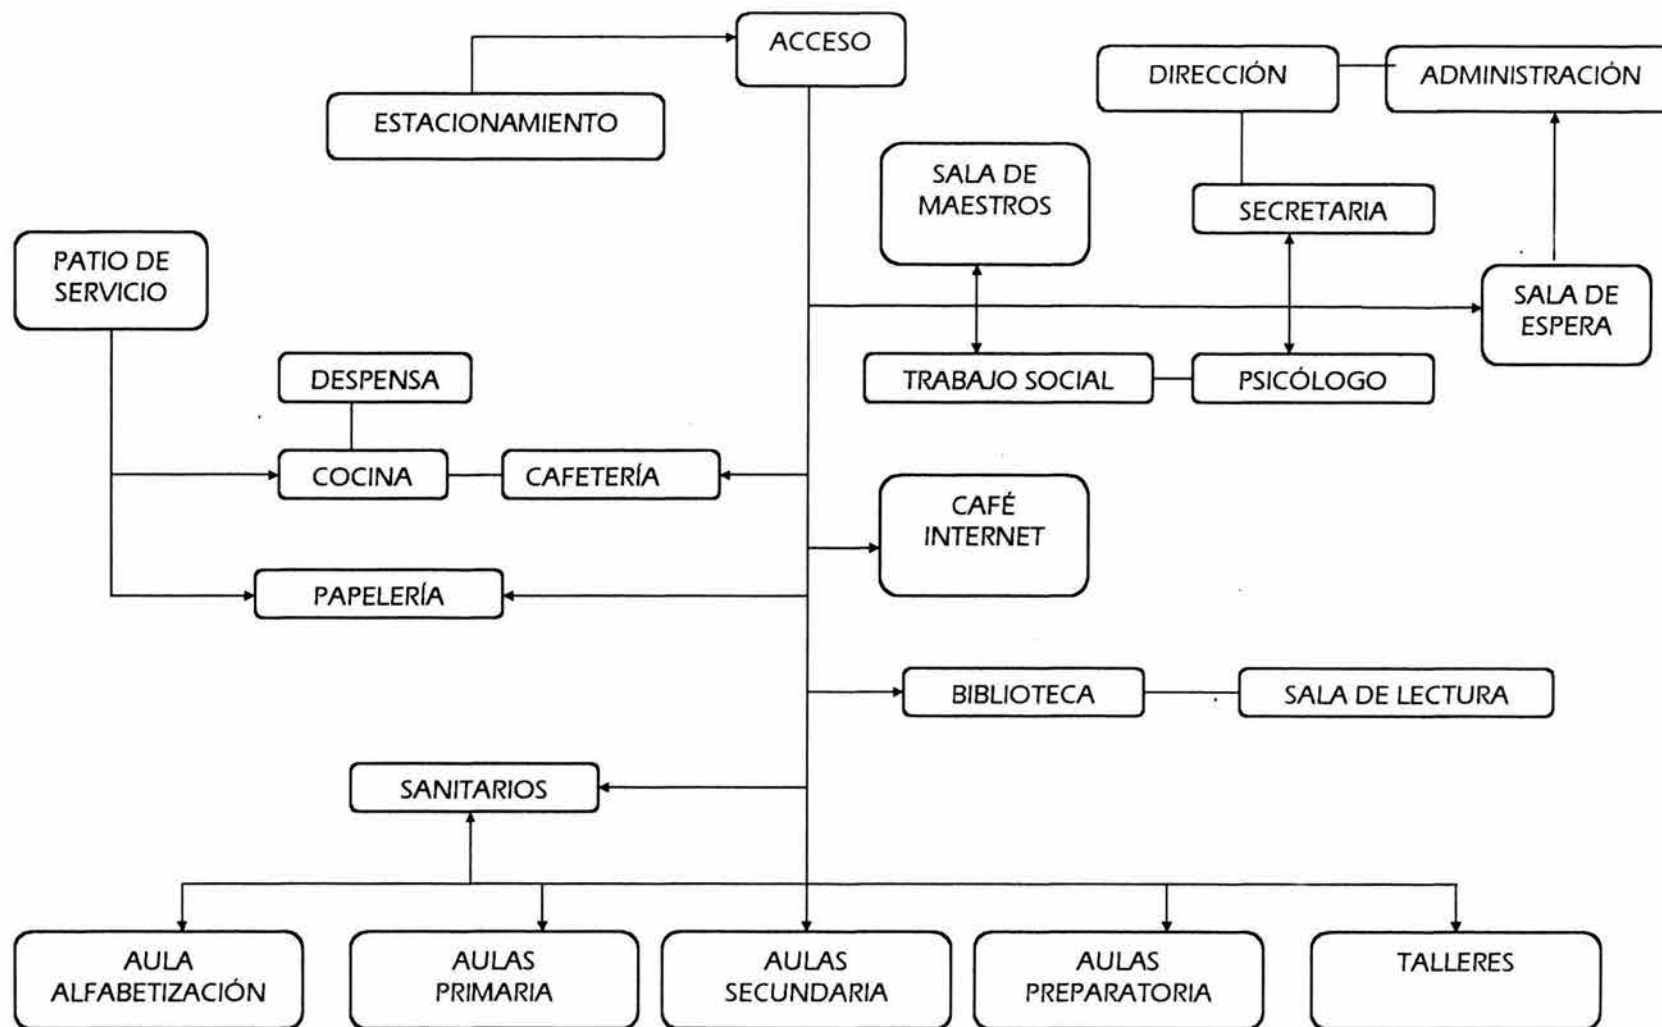 ACCESO
DIRECCIÓN
ADMINISTRACIÓN
ESTACIONAMIENTO
SALA DE
MAESTROS
SECRETARIA
PATIO DE
SERVICIO
SALA DE
ESPERA
DESPENSA
TRABAJO SOCIAL
PSICÓLOGO
COCINA
CAFETERÍA
CAFÉ
INTERNET
PAPELERÍA
BIBLIOTECA
SALA DE LECTURA
SANITARIOS
AULA
ALFABETIZACIÓN
AULAS
PRIMARIA
AULAS
SECUNDARIA
AULAS
PREPARATORIA
TALLERES